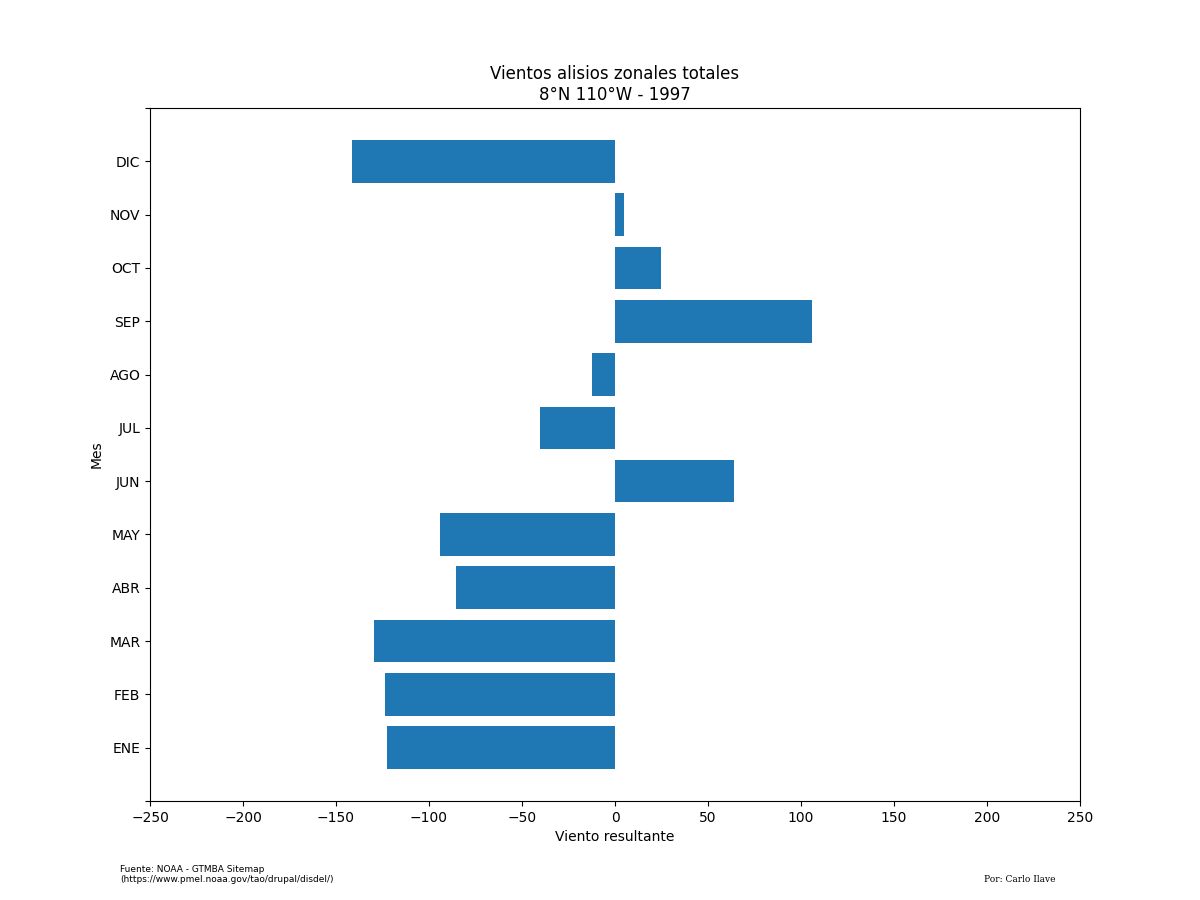 Vientos alisios zonales totales
8°N 110°W - 1997
DIC
NOV
OCT
SEP
AGO
JUL
JUN
MAY
ABR
MAR
FEB
ENE
Mes
−250 −200 −150 −100 −50 0 50 100 150 200 250
Viento resultante
Fuente: NOAA - GTMBA Sitemap
(https://www.pmel.noaa.gov/tao/drupal/disdel/)
Por: Carlo Ilave